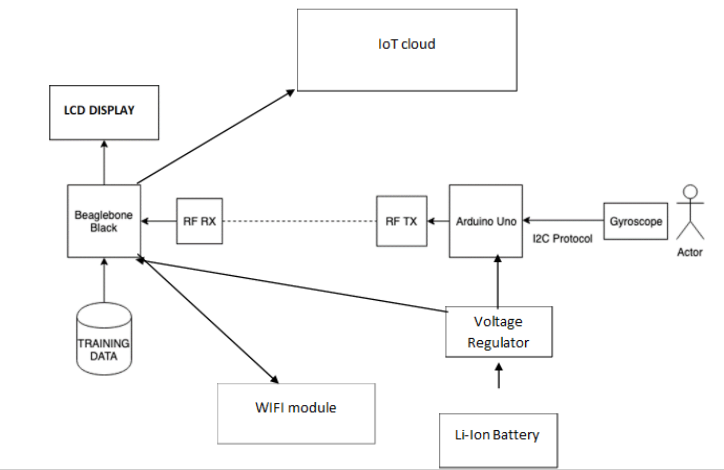 IoT cloud
LCD DISPLAY
Beaglebone
Black
RF RX
RF TX
Arduino Uno
I2C Protocol
Gyroscope
Actor
TRAINING
DATA
Voltage
Regulator
WIFI module
Li-Ion Battery